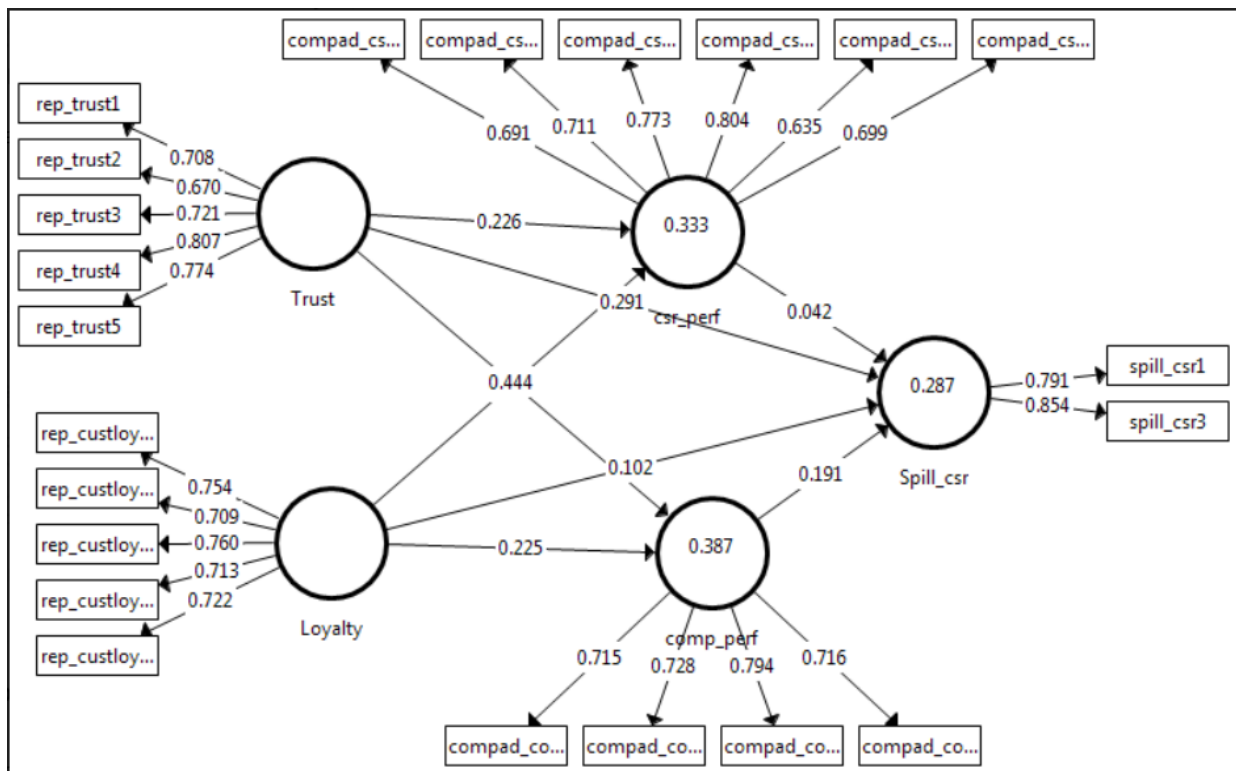 compad_cs...
compad_cs...
compad_cs...
compad_cs...
compad_cs...
compad_cs...
0.691
0.711
0.773
0.804
0.635
0.699
rep_trust1
rep_trust2
rep_trust3
rep_trust4
rep_trust5
0.708
0.670
0.721
0.807
0.774
Trust
0.226
0.333
csr_perf
0.291
0.042
0.444
0.287
Spill_csr
0.791
0.854
spill_csr1
spill_csr3
rep_custloy...
rep_custloy...
rep_custloy...
rep_custloy...
rep_custloy...
0.754
0.709
0.760
0.713
0.722
Loyalty
0.102
0.191
0.225
0.387
comp_perf
0.715
0.728
0.794
0.716
compad_co...
compad_co...
compad_co...
compad_co...